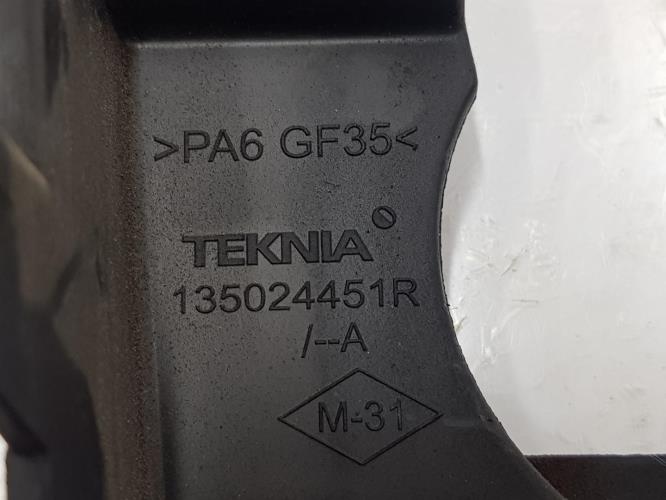 >PA6 GF35<
TEKNIA
135024451R
/--A
M-31